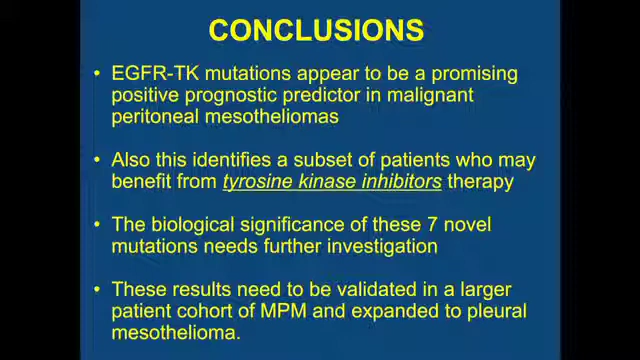 CONCLUSIONS
• EGFR-TK mutations appear to be a promising
positive prognostic predictor in malignant
peritoneal mesotheliomas
• Also this identifies a subset of patients who may
benefit from tyrosine kinase inhibitors therapy
• The biological significance of these 7 novel
mutations needs further investigation
• These results need to be validated in a larger
patient cohort of MPM and expanded to pleural
mesothelioma.